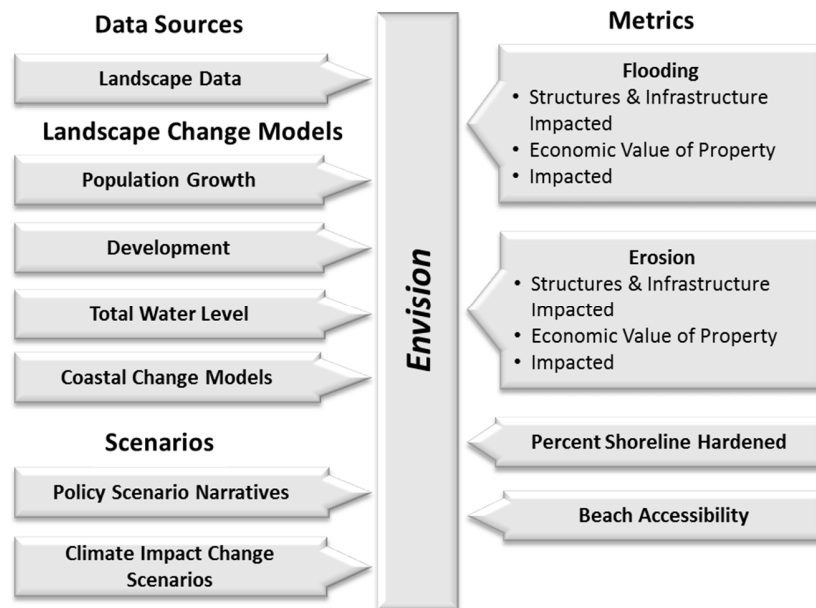 Data Sources
Landscape Data
Landscape Change Models
Population Growth
Development
Total Water Level
Coastal Change Models
Scenarios
Policy Scenario Narratives
Climate Impact Change
Scenarios
Envision
Metrics
Flooding
• Structures & Infrastructure
Impacted
• Economic Value of Property
• Impacted
Erosion
• Structures & Infrastructure
Impacted
• Economic Value of Property
• Impacted
Percent Shoreline Hardened
Beach Accessibility